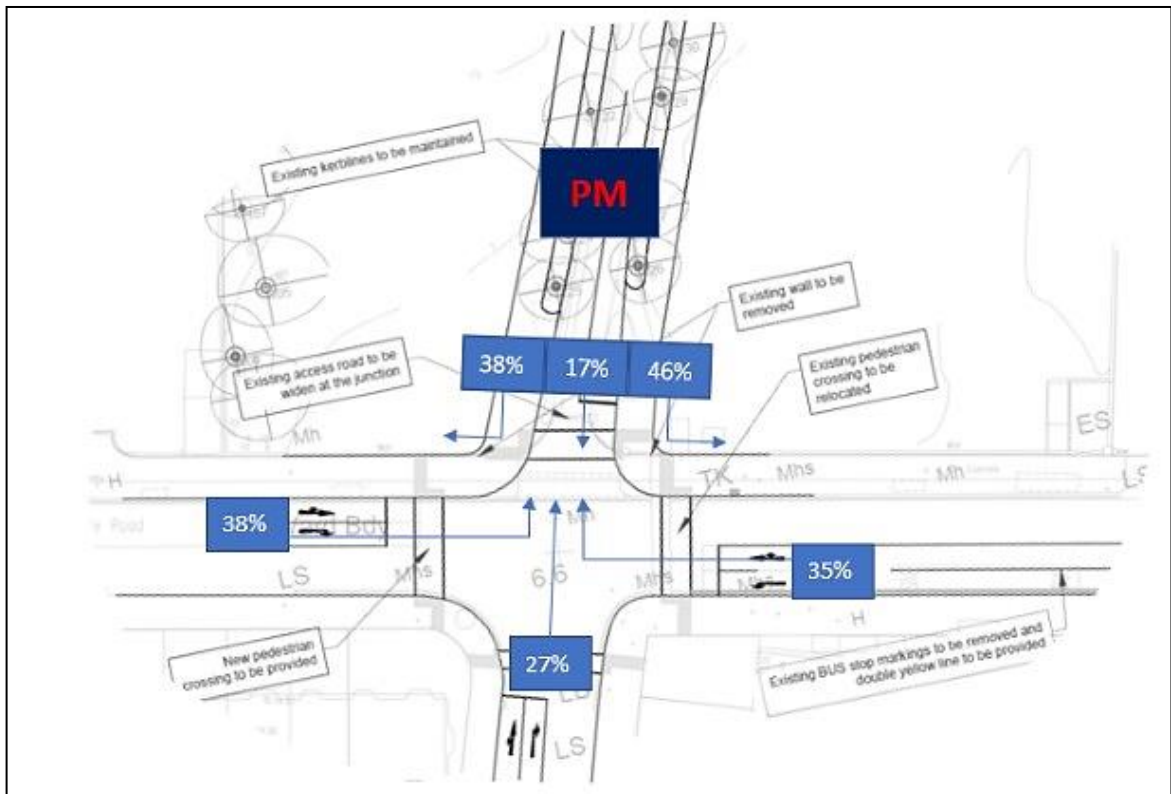 Existing kerblines to be maintained
PM
Existing wall to be
removed
38%
17%
46%
Existing access road to be
widen at the junction
Existing pedestrian
crossing to be
relocated
ES
Mh
TK
Mhs
Mh
LS
H
38%
LS
Mhs
6.6
Mhs
35%
Mhs
H
New pedestrian
crossing to be provided
27%
Existing BUS stop markings to be removed and
double yellow line to be provided
LS